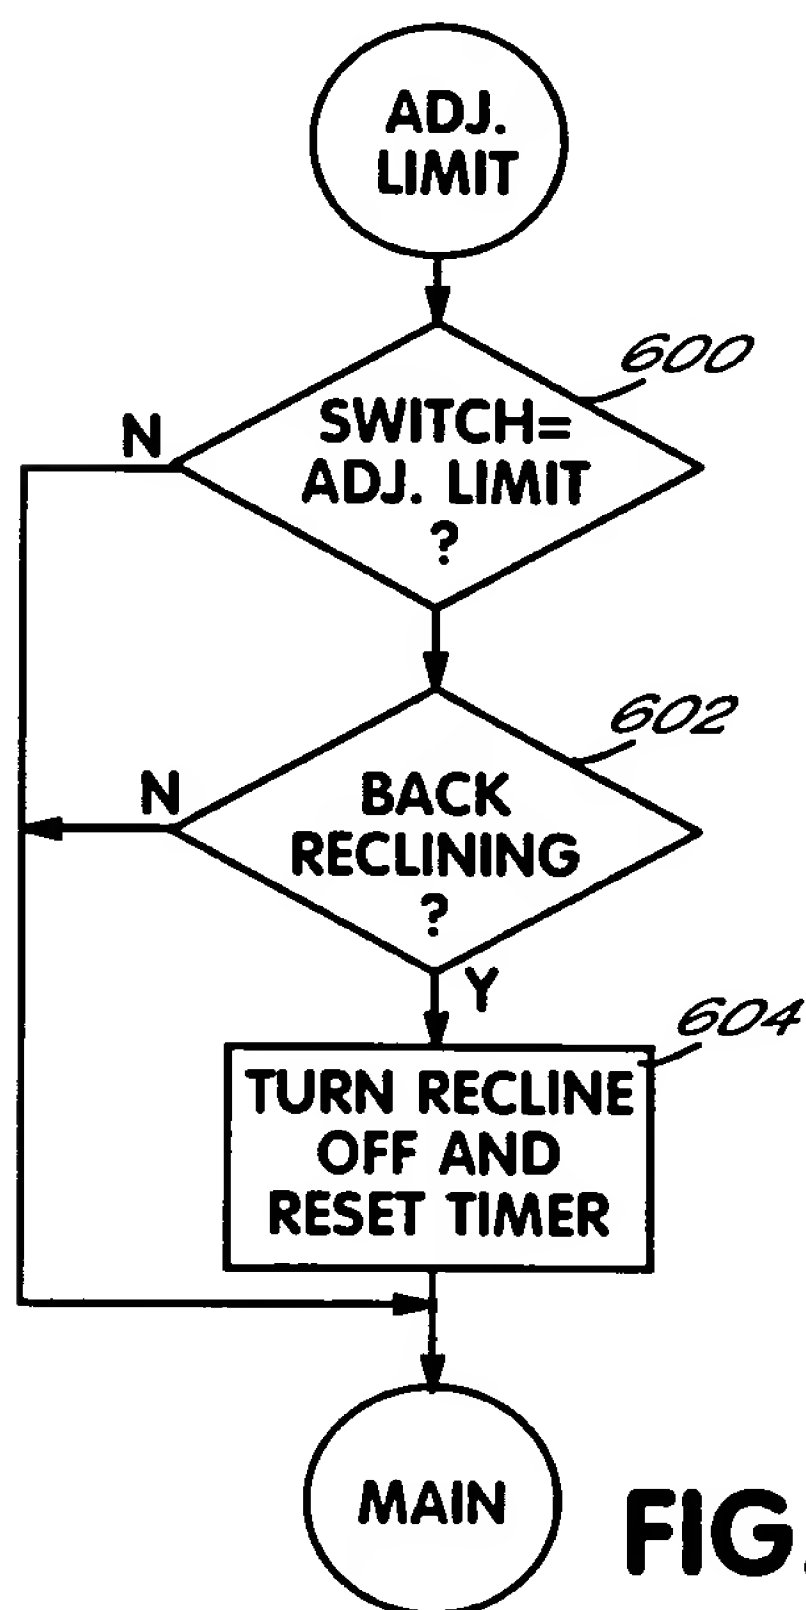 ADJ.
LIMIT
600
N
SWITCH=
ADJ. LIMIT
?
602
N
BACK
RECLINING
?
Y
604
TURN RECLINE
OFF AND
RESET TIMER
MAIN
FIG.